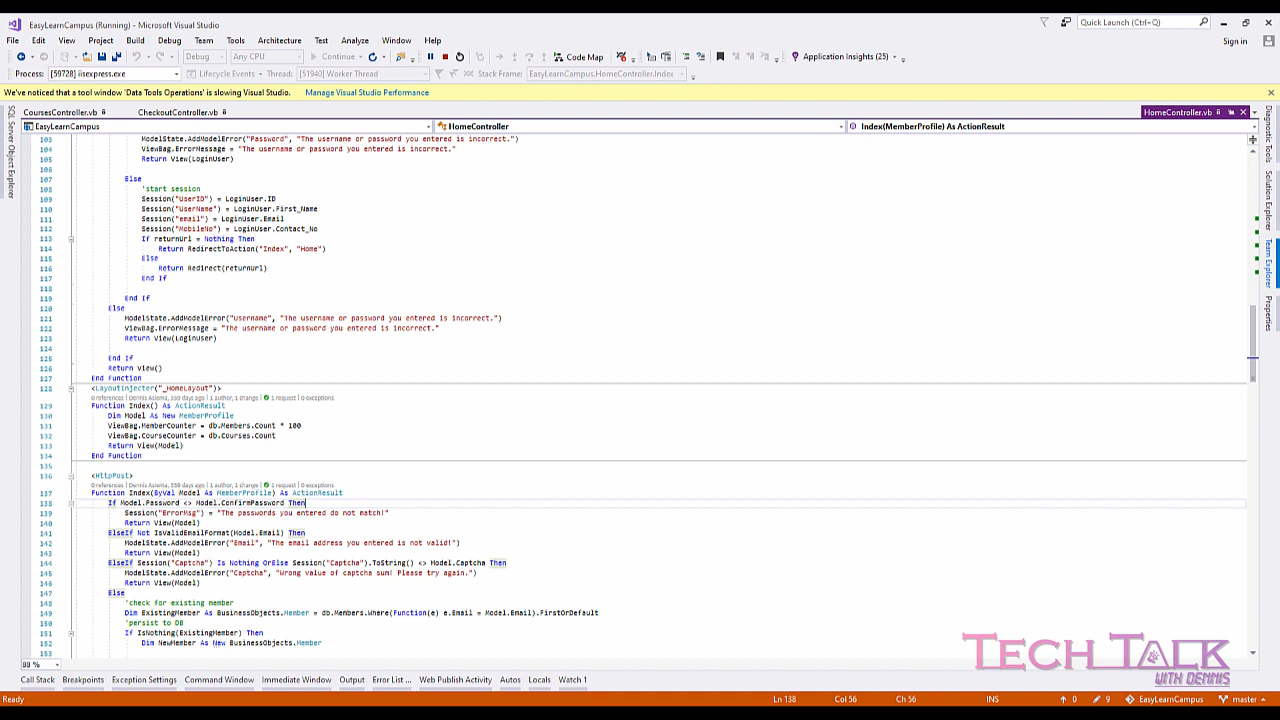 EasyLearnCampus (Running) - Microsoft Visual Studio
Quick Launch (Ctrl+Q)
File Edit View Project Build Debug Team Tools Architecture Test Analyze Window Help
Sign in
Debug Any CPU Continue Code Map Application Insights (25)
Process: [59728] iisexpress.exe Lifecycle Events Thread: [51940] Worker Thread Stack Frame: EasyLearnCampus.HomeController.Index
We've noticed that a tool window 'Data Tools Operations' is slowing Visual Studio. Manage Visual Studio Performance
SQL Server Object Explorer
CoursesController.vb CheckoutController.vb HomeController.vb
EasyLearnCampus HomeController Index(MemberProfile) As ActionResult
103 ModelState.AddModelError("Password", "The username or password you entered is incorrect.")
104 ViewBag.ErrorMessage = "The username or password you entered is incorrect."
105 Return View(LoginUser)
106
107 Else
108 'start session
109 Session("UserID") = LoginUser.ID
110 Session("UserName") = LoginUser.First_Name
111 Session("email") = LoginUser.Email
112 Session("MobileNo") = LoginUser.Contact_No
113 If returnUrl = Nothing Then
114 Return RedirectToAction("Index", "Home")
115 Else
116 Return Redirect(returnUrl)
117 End If
118
119 End If
120 Else
121 ModelState.AddModelError("Username", "The username or password you entered is incorrect.")
122 ViewBag.ErrorMessage = "The username or password you entered is incorrect."
123 Return View(LoginUser)
124
125 End If
126 Return View()
127 End Function
128 <LayoutInjecter("_HomeLayout")>
0 references | Dennis Asiema, 559 days ago | 1 author, 1 change | 1 request | 0 exceptions
129 Function Index() As ActionResult
130 Dim Model As New MemberProfile
131 ViewBag.MemberCounter = db.Members.Count * 100
132 ViewBag.CourseCounter = db.Courses.Count
133 Return View(Model)
134 End Function
135
136 <HttpPost>
0 references | Dennis Asiema, 559 days ago | 1 author, 1 change | 1 request | 0 exceptions
137 Function Index(ByVal Model As MemberProfile) As ActionResult
138 If Model.Password <> Model.ConfirmPassword Then
139 Session("ErrorMsg") = "The passwords you entered do not match!"
140 Return View(Model)
141 ElseIf Not IsValidEmailFormat(Model.Email) Then
142 ModelState.AddModelError("Email", "The email address you entered is not valid!")
143 Return View(Model)
144 ElseIf Session("Captcha") Is Nothing OrElse Session("Captcha").ToString() <> Model.Captcha Then
145 ModelState.AddModelError("Captcha", "Wrong value of captcha sum! Please try again.")
146 Return View(Model)
147 Else
148 'check for existing member
149 Dim ExistingMember As BusinessObjects.Member = db.Members.Where(Function(e) e.Email = Model.Email).FirstOrDefault
150 'persist to DB
151 If IsNothing(ExistingMember) Then
152 Dim NewMember As New BusinessObjects.Member
153
Diagnostic Tools
Solution Explorer
Team Explorer
Properties
TECH TALK
WITH DENNIS
88 %
Call Stack Breakpoints Exception Settings Command Window Immediate Window Output Error List ... Web Publish Activity Autos Locals Watch 1
Ready Ln 138 Col 56 Ch 56 INS 0 9 EasyLearnCampus master